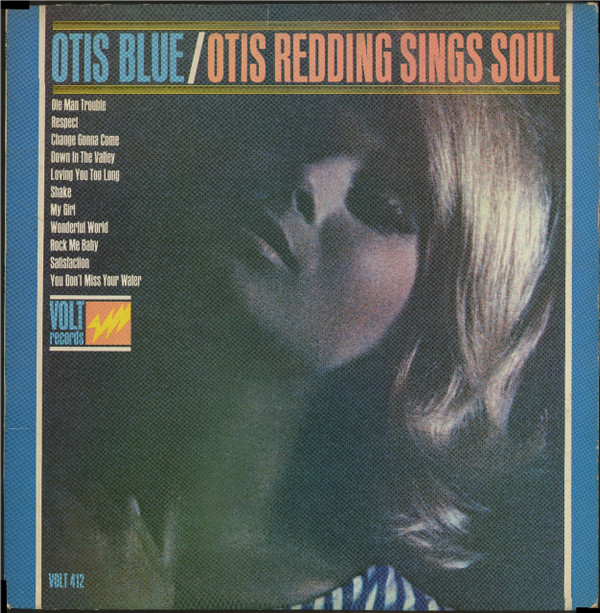 OTIS BLUE/OTIS REDDING SINGS SOUL
Ole Man Trouble
Respect
Change Gonna Come
Down In The Valley
Loving You Too Long
Shake
My Girl
Wonderful World
Rock Me Baby
Satisfaction
You Don't Miss Your Water
VOLT
records
VOLT 412